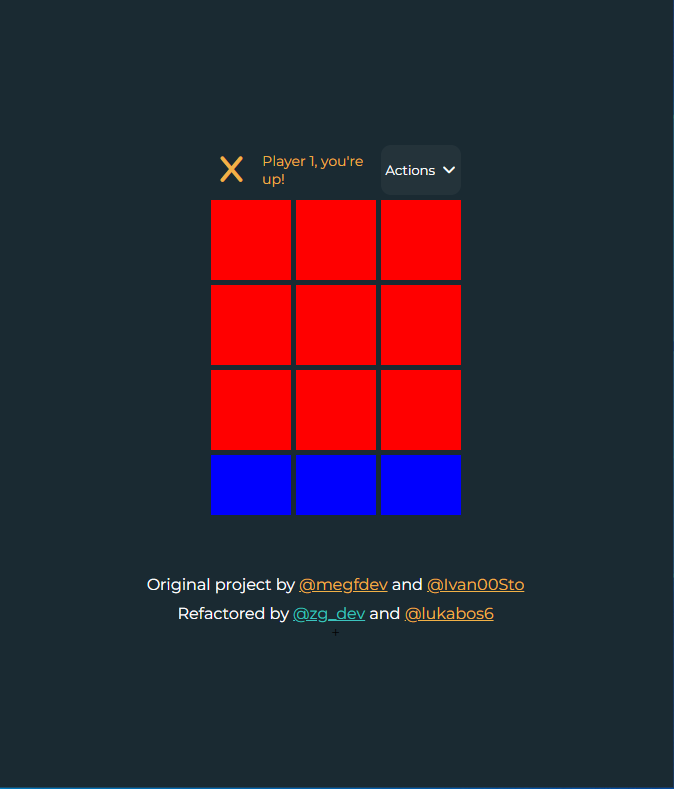 Player 1, you're
up!
Actions
Original project by @megfdev and @Ivan00Sto
Refactored by @zg_dev and @lukabos6